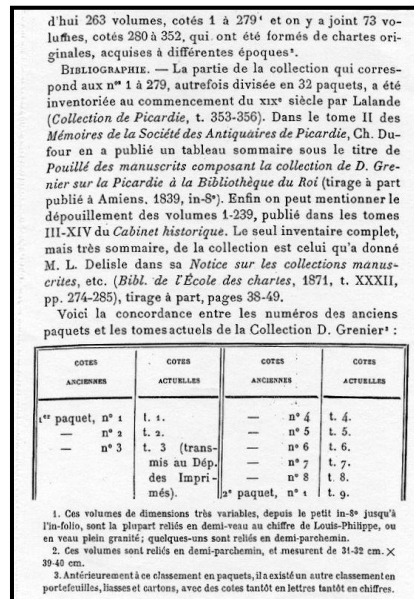 d'hui 263 volumes, cotés 1 à 279¹ et on y a joint 73 vo-
lumes, cotés 280 à 352, qui ont été formés de chartes ori-
ginales, acquises à différentes époques².
BIBLIOGRAPHIE. — La partie de la collection qui corres-
pond aux nᵒˢ 1 à 279, autrefois divisée en 32 paquets, a été
inventoriée au commencement du XIXᵉ siècle par Lalande
(Collection de Picardie, t. 353-356). Dans le tome II des
Mémoires de la Société des Antiquaires de Picardie, Ch. Du-
four en a publié un tableau sommaire sous le titre de
Pouillé des manuscrits composant la collection de D. Gre-
nier sur la Picardie à la Bibliothèque du Roi (tirage à part
publié à Amiens, 1839, in-8°). Enfin on peut mentionner le
dépouillement des volumes 1-239, publié dans les tomes
III-XIV du Cabinet historique. Le seul inventaire complet,
mais très sommaire, de la collection est celui qu'a donné
M. L. Delisle dans sa Notice sur les collections manus-
crites, etc. (Bibl. de l'École des chartes, 1871, t. XXXII,
pp. 274-285), tirage à part, pages 38-49.
Voici la concordance entre les numéros des anciens
paquets et les tomes actuels de la Collection D. Grenier³ :
COTES ANCIENNES | COTES ACTUELLES | COTES ANCIENNES | COTES ACTUELLES
1ᵉʳ paquet, n° 1 | t. 1. | — n° 4 | t. 4.
— n° 2 | t. 2. | — n° 5 | t. 5.
— n° 3 | t. 3 (trans- | — n° 6 | t. 6.
mis au Dép. | — n° 7 | t. 7.
des Impri- | — n° 8 | t. 8.
més). | 2ᵉ paquet, n° 1 | t. 9.
1. Ces volumes de dimensions très variables, depuis le petit in-8° jusqu'à
l'in-folio, sont la plupart reliés en demi-veau au chiffre de Louis-Philippe, ou
en veau plein granité; quelques-uns sont reliés en demi-parchemin.
2. Ces volumes sont reliés en demi-parchemin, et mesurent de 31-32 cm. ×
39-40 cm.
3. Antérieurement à ce classement en paquets, il a existé un autre classement en
portefeuilles, liasses et cartons, avec des cotes tantôt en lettres tantôt en chiffres.